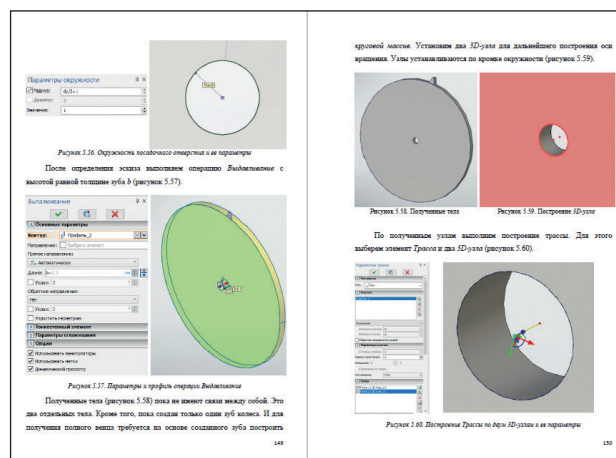 Параметры окружности
Радиус:
Диаметр
Значение:
Рисунок 5.56. Окружность посадочного отверстия и ее параметры
После определения эскиза выполняем операцию Выдавливание с
высотой равной толщине зуба b (рисунок 5.57).
Выталкивание
Основные параметры
Контур: Профиль_3
Направление: Выбрать элемент
Прямое направление:
Автоматически
Длина:
Уклон:
Обратное направление:
Нет
Уклон:
Упростить геометрию
Тонкостенный элемент
Параметры сглаживания
Опции
Использовать манипуляторы
Использовать метки
Динамический просмотр
Рисунок 5.57. Параметры и профиль операции Выдавливание
Полученные тела (рисунок 5.58) пока не имеют связи между собой. Это
два отдельных тела. Кроме того, пока создан только один зуб колеса. И для
получения полного венца требуется на основе созданного зуба построить
149
круговой массив. Установим два 3D-узла для дальнейшего построения оси
вращения. Узлы устанавливаются по кромке окружности (рисунок 5.59).
Рисунок 5.58. Полученные тела
Рисунок 5.59. Построение 3D-узла
По полученным узлам выполним построение трассы. Для этого
выберем элемент Трасса и два 3D-узла (рисунок 5.60).
Параметры трассы
Рисунок 5.60. Построение Трассы по двум 3D-узлам и ее параметры
150